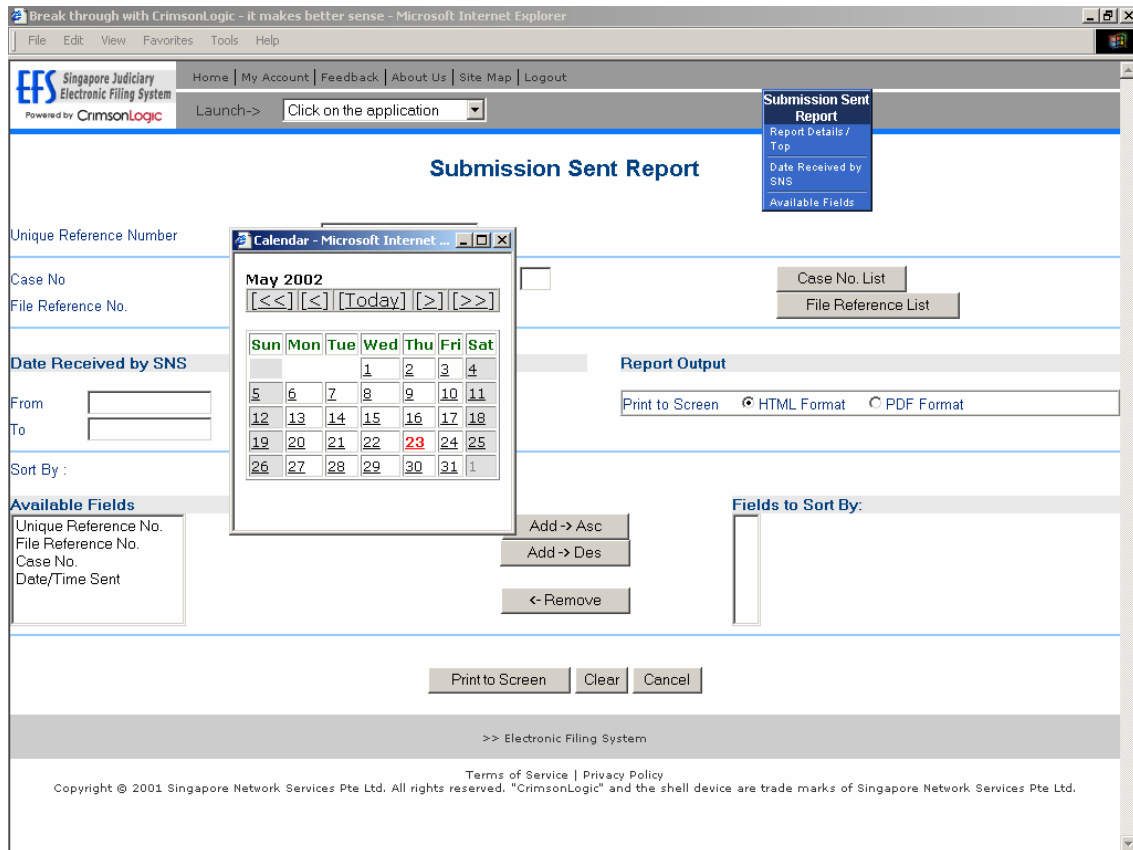 Break through with CrimsonLogic - it makes better sense - Microsoft Internet Explorer
File Edit View Favorites Tools Help
EFS Singapore Judiciary
Electronic Filing System
Powered by CrimsonLogic
Home | My Account | Feedback | About Us | Site Map | Logout
Launch-> Click on the application
Submission Sent
Report
Report Details /
Top
Date Received by
SNS
Available Fields
Submission Sent Report
Unique Reference Number
Case No
Case No. List
File Reference No.
File Reference List
Calendar - Microsoft Internet ...
May 2002
[<<] [<] [Today] [>] [>>]
Sun Mon Tue Wed Thu Fri Sat
1 2 3 4
5 6 7 8 9 10 11
12 13 14 15 16 17 18
19 20 21 22 23 24 25
26 27 28 29 30 31 1
Date Received by SNS
Report Output
From
Print to Screen HTML Format PDF Format
To
Sort By :
Available Fields
Fields to Sort By:
Unique Reference No.
File Reference No.
Case No.
Date/Time Sent
Add -> Asc
Add -> Des
<- Remove
Print to Screen Clear Cancel
>> Electronic Filing System
Terms of Service | Privacy Policy
Copyright © 2001 Singapore Network Services Pte Ltd. All rights reserved. "CrimsonLogic" and the shell device are trade marks of Singapore Network Services Pte Ltd.